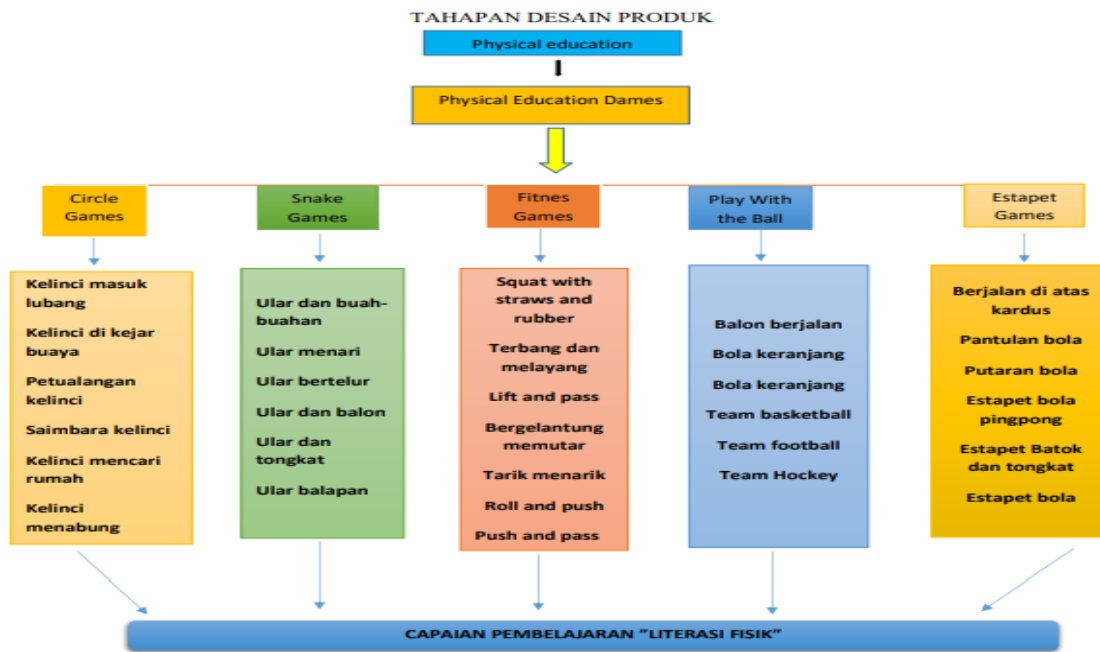 TAHAPAN DESAIN PRODUK
Physical education
Physical Education Dames
Circle
Games
Snake
Games
Fitnes
Games
Play With
the Ball
Estapet
Games
Kelinci masuk
lubang
Kelinci di kejar
buaya
Petualangan
kelinci
Saimbara kelinci
Kelinci mencari
rumah
Kelinci
menabung
Ular dan buah-
buahan
Ular menari
Ular bertelur
Ular dan balon
Ular dan
tongkat
Ular balapan
Squat with
straws and
rubber
Terbang dan
melayang
Lift and pass
Bergelantung
memutar
Tarik menarik
Roll and push
Push and pass
Balon berjalan
Bola keranjang
Bola keranjang
Team basketball
Team football
Team Hockey
Berjalan di atas
kardus
Pantulan bola
Putaran bola
Estapet bola
pingpong
Estapet Batok
dan tongkat
Estapet bola
CAPAIAN PEMBELAJARAN "LITERASI FISIK"